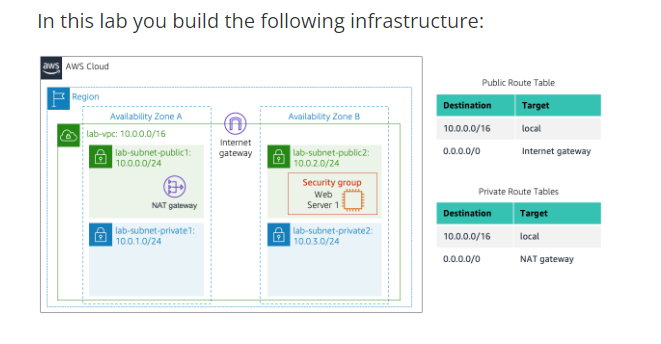 In this lab you build the following infrastructure:
aws AWS Cloud
Region
Availability Zone A
Availability Zone B
lab-vpc: 10.0.0.0/16
Internet
gateway
lab-subnet-public1:
10.0.0.0/24
NAT gateway
lab-subnet-public2:
10.0.2.0/24
Security group
Web
Server 1
lab-subnet-private1:
10.0.1.0/24
lab-subnet-private2:
10.0.3.0/24
Public Route Table
Destination Target
10.0.0.0/16 local
0.0.0.0/0 Internet gateway
Private Route Tables
Destination Target
10.0.0.0/16 local
0.0.0.0/0 NAT gateway